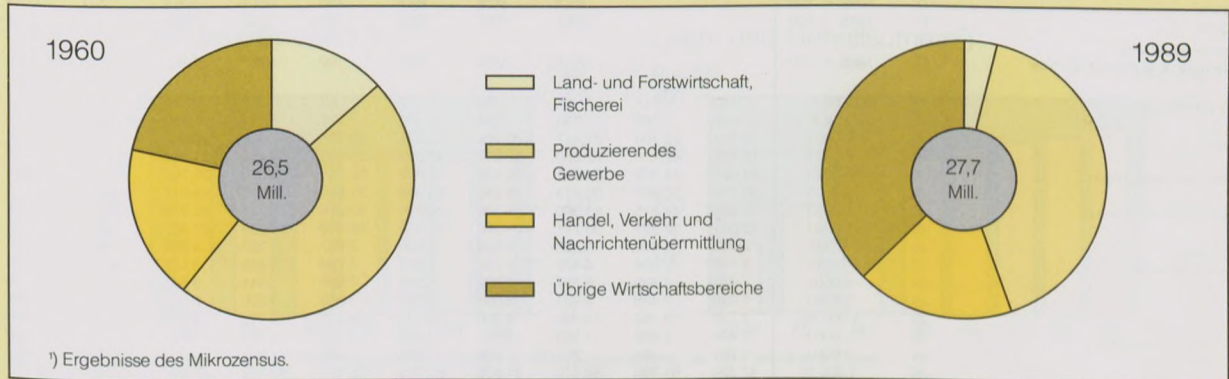 1960
26,5
Mill.
Land- und Forstwirtschaft,
Fischerei
Produzierendes
Gewerbe
Handel, Verkehr und
Nachrichtenübermittlung
Übrige Wirtschaftsbereiche
1989
27,7
Mill.
¹) Ergebnisse des Mikrozensus.